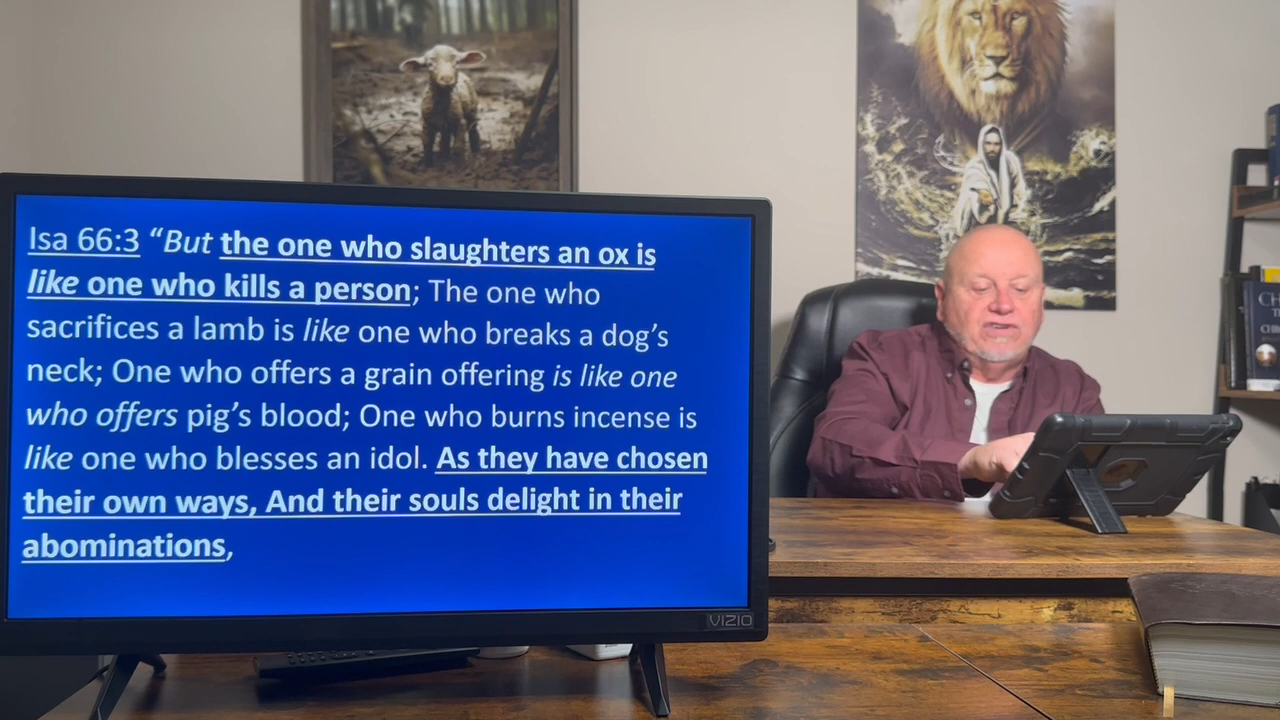 Isa 66:3 “But the one who slaughters an ox is
like one who kills a person; The one who
sacrifices a lamb is like one who breaks a dog’s
neck; One who offers a grain offering is like one
who offers pig’s blood; One who burns incense is
like one who blesses an idol. As they have chosen
their own ways, And their souls delight in their
abominations,
VIZIO